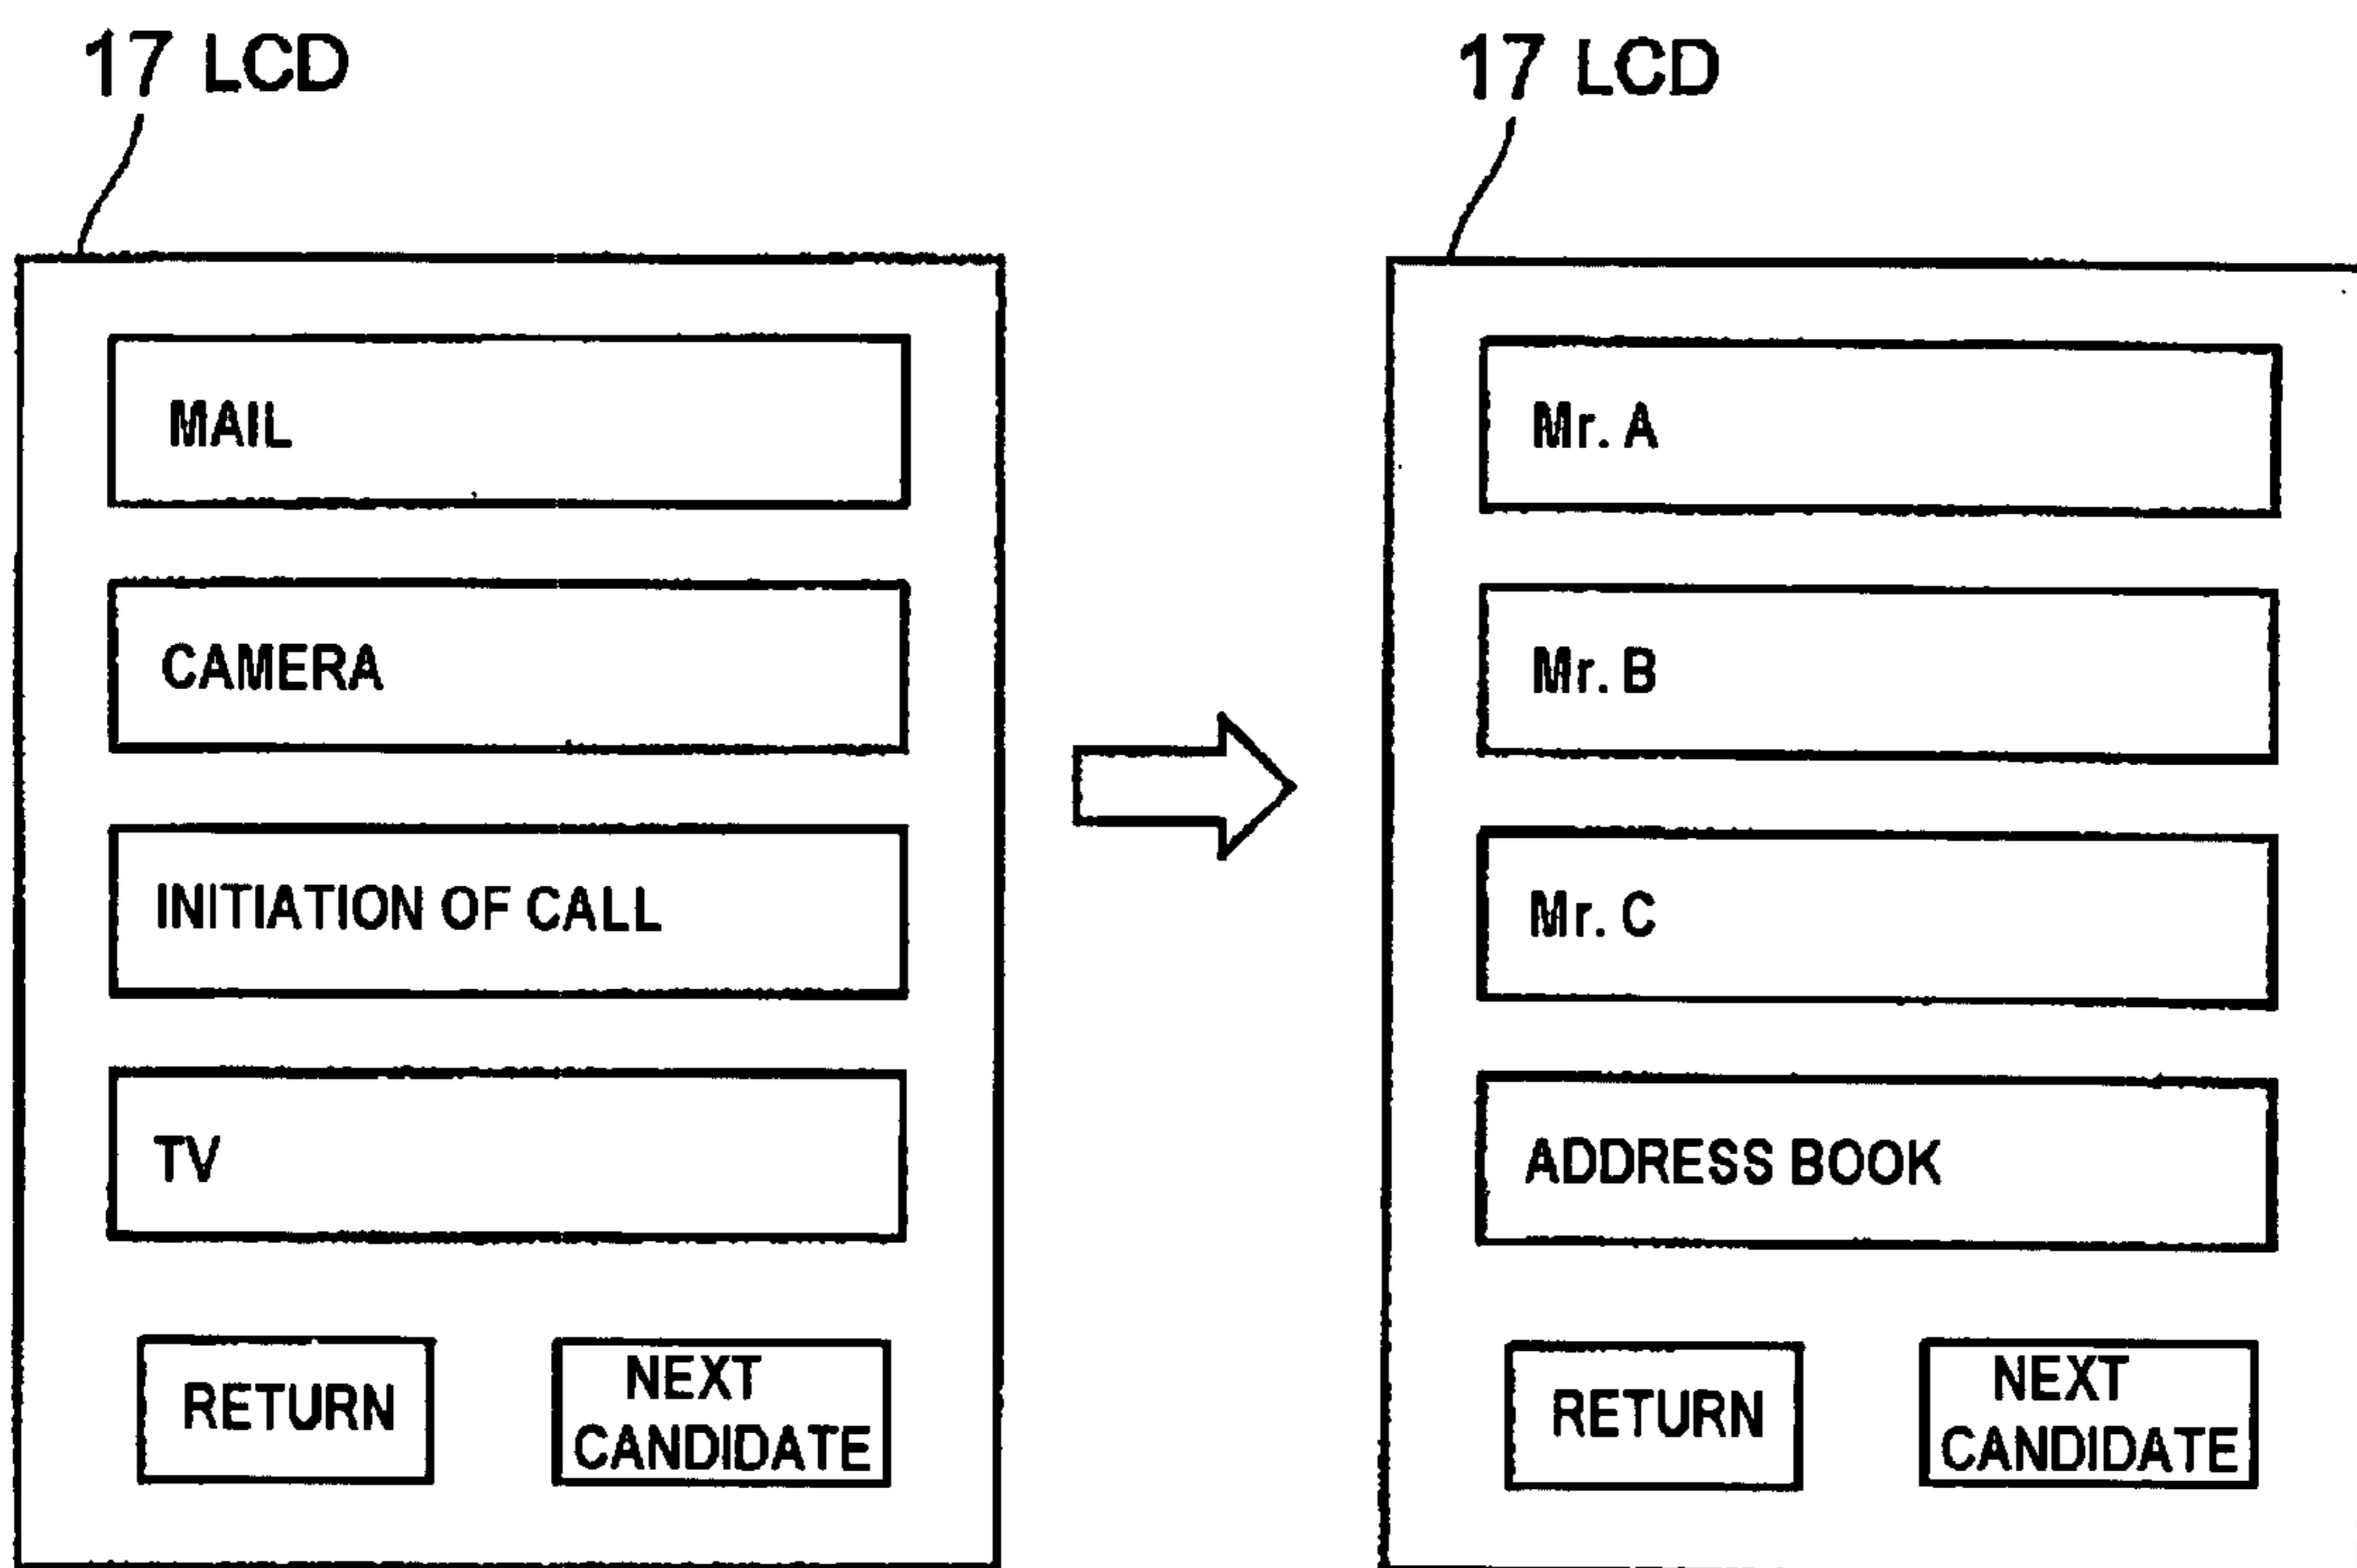 17 LCD
MAIL
CAMERA
INITIATION OF CALL
TV
RETURN
NEXT
CANDIDATE
17 LCD
Mr. A
Mr. B
Mr. C
ADDRESS BOOK
RETURN
NEXT
CANDIDATE